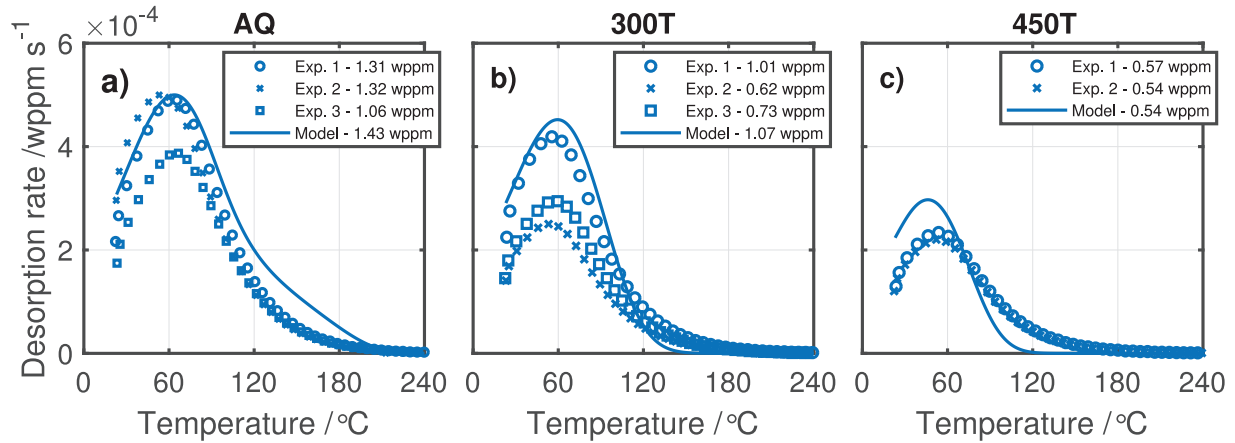 AQ
300T
450T
×10⁻⁴
Desorption rate /wppm s⁻¹
6
4
2
0
a)
Exp. 1 - 1.31 wppm
Exp. 2 - 1.32 wppm
Exp. 3 - 1.06 wppm
Model - 1.43 wppm
0 60 120 180 240
Temperature / °C
b)
Exp. 1 - 1.01 wppm
Exp. 2 - 0.62 wppm
Exp. 3 - 0.73 wppm
Model - 1.07 wppm
0 60 120 180 240
Temperature / °C
c)
Exp. 1 - 0.57 wppm
Exp. 2 - 0.54 wppm
Model - 0.54 wppm
0 60 120 180 240
Temperature / °C